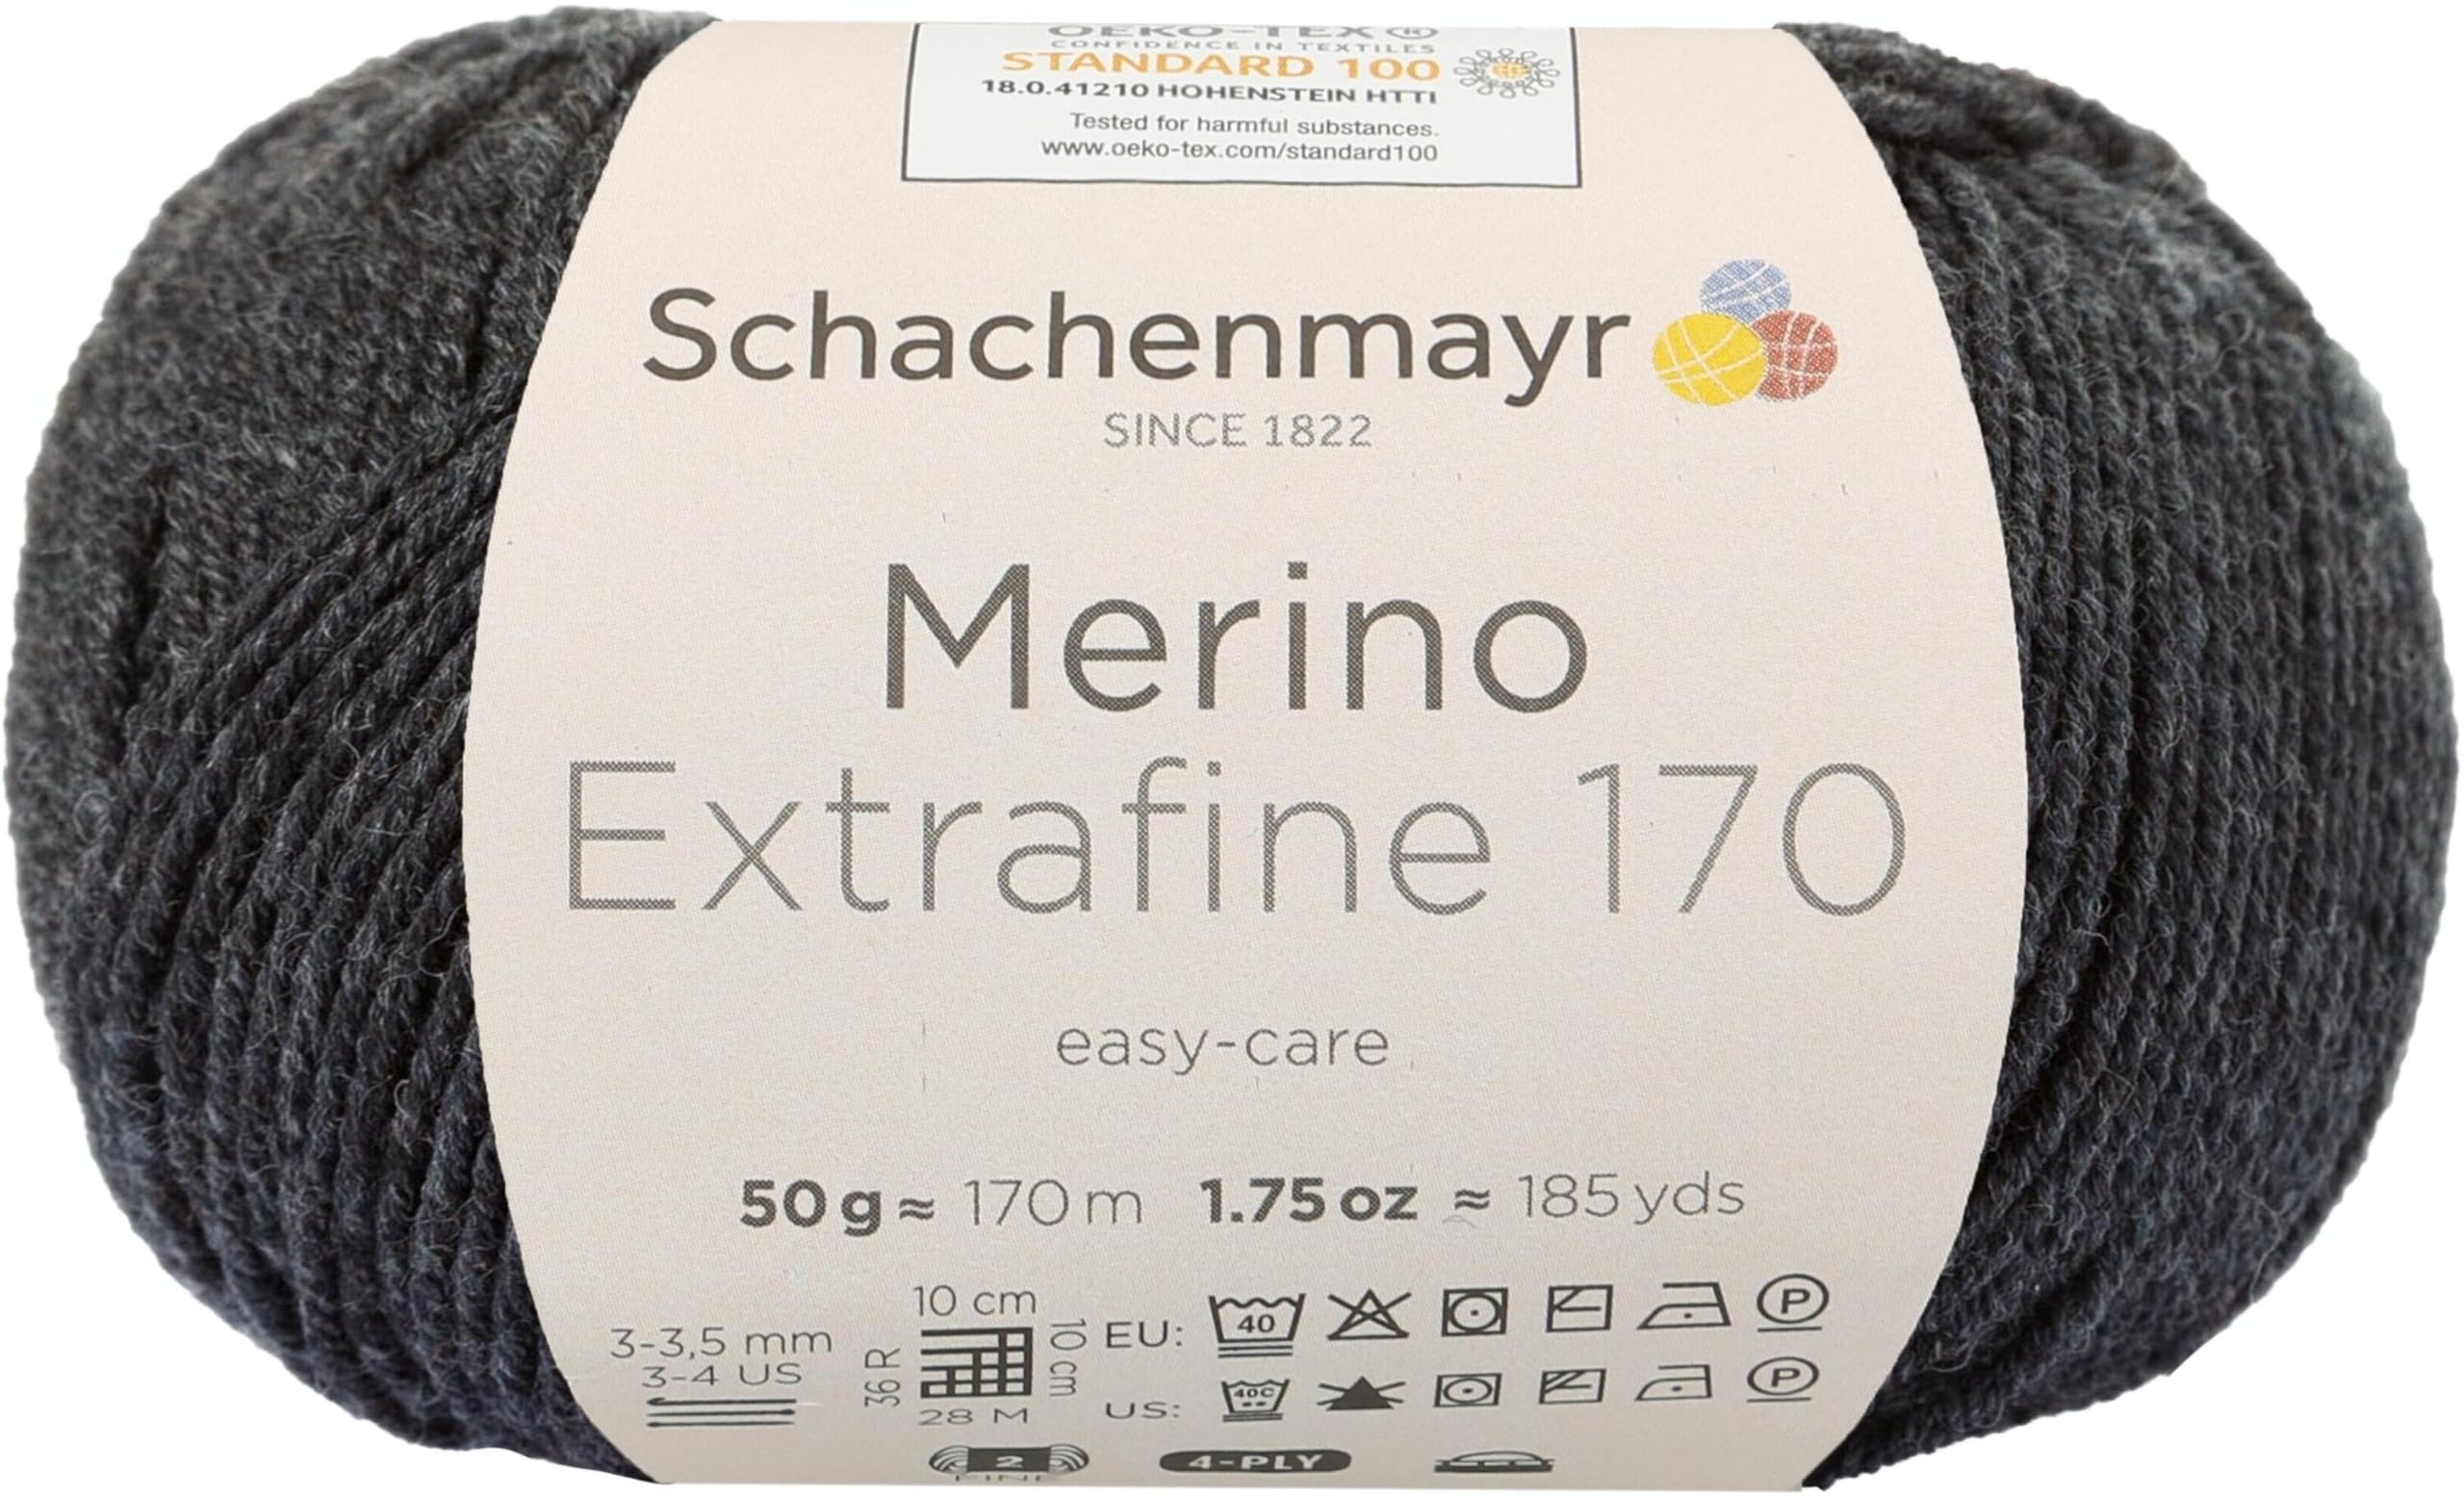 OEKO-TEX®
CONFIDENCE IN TEXTILES
STANDARD 100
18.0.41210 HOHENSTEIN HTTI
Tested for harmful substances.
www.oeko-tex.com/standard100
Schachenmayr
SINCE 1822
Merino
Extrafine 170
easy-care
50 g ≈ 170 m 1.75 oz ≈ 185 yds
3-3,5 mm
3-4 US
10 cm
10 cm
36 R
28 M
EU: 40 P
US: 40C P
2
FINE
4-PLY